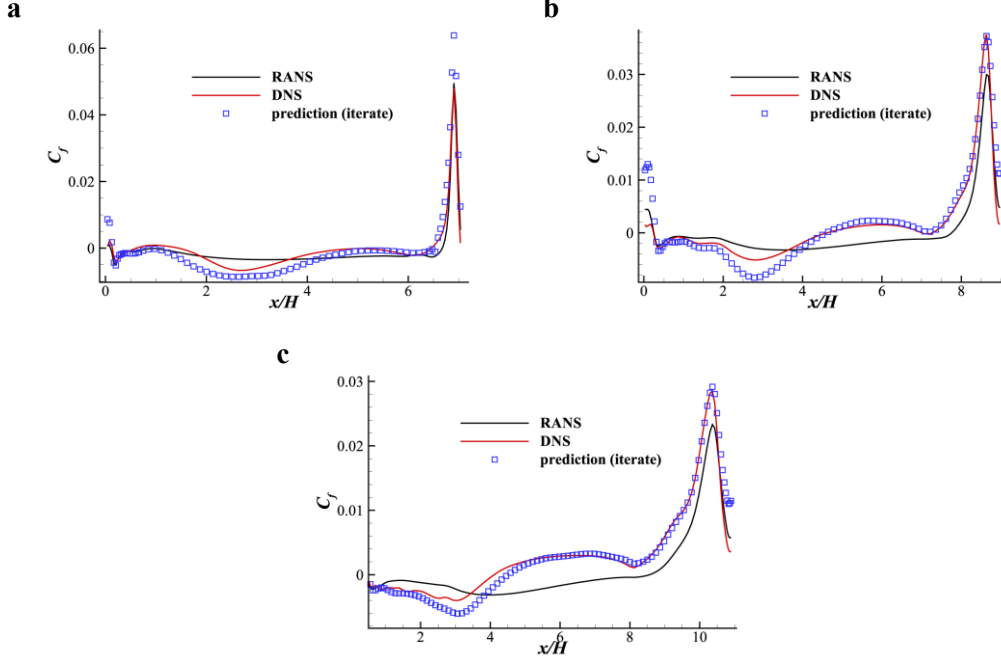 a
0.06
0.04
0.02
0
C_f
RANS
DNS
prediction (iterate)
0 2 4 6
x/H
b
0.03
0.02
0.01
0
C_f
RANS
DNS
prediction (iterate)
0 2 4 6 8
x/H
c
0.03
0.02
0.01
0
C_f
RANS
DNS
prediction (iterate)
2 4 6 8 10
x/H